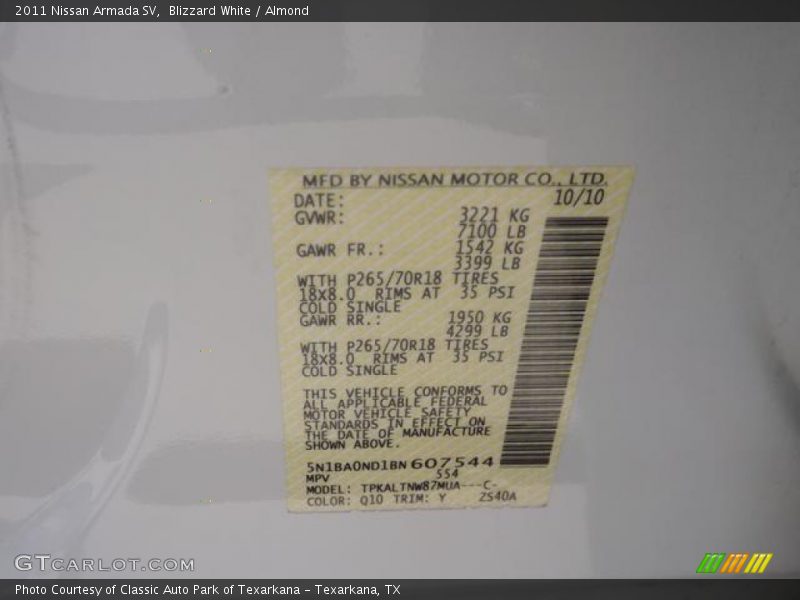 2011 Nissan Armada SV,  Blizzard White / Almond
MFD BY NISSAN MOTOR CO., LTD.
DATE: 10/10
GVWR: 3221 KG
7100 LB
GAWR FR.: 1542 KG
3399 LB
WITH P265/70R18 TIRES
18X8.0 RIMS AT 35 PSI
COLD SINGLE
GAWR RR.: 1950 KG
4299 LB
WITH P265/70R18 TIRES
18X8.0 RIMS AT 35 PSI
COLD SINGLE
THIS VEHICLE CONFORMS TO
ALL APPLICABLE FEDERAL
MOTOR VEHICLE SAFETY
STANDARDS IN EFFECT ON
THE DATE OF MANUFACTURE
SHOWN ABOVE.
5N1BA0ND1BN607544
MPV 554
MODEL: TPKALTNW87MUA---C-
COLOR: Q10 TRIM: Y 2S40A
GTCARLOT.COM
Photo Courtesy of Classic Auto Park of Texarkana – Texarkana, TX